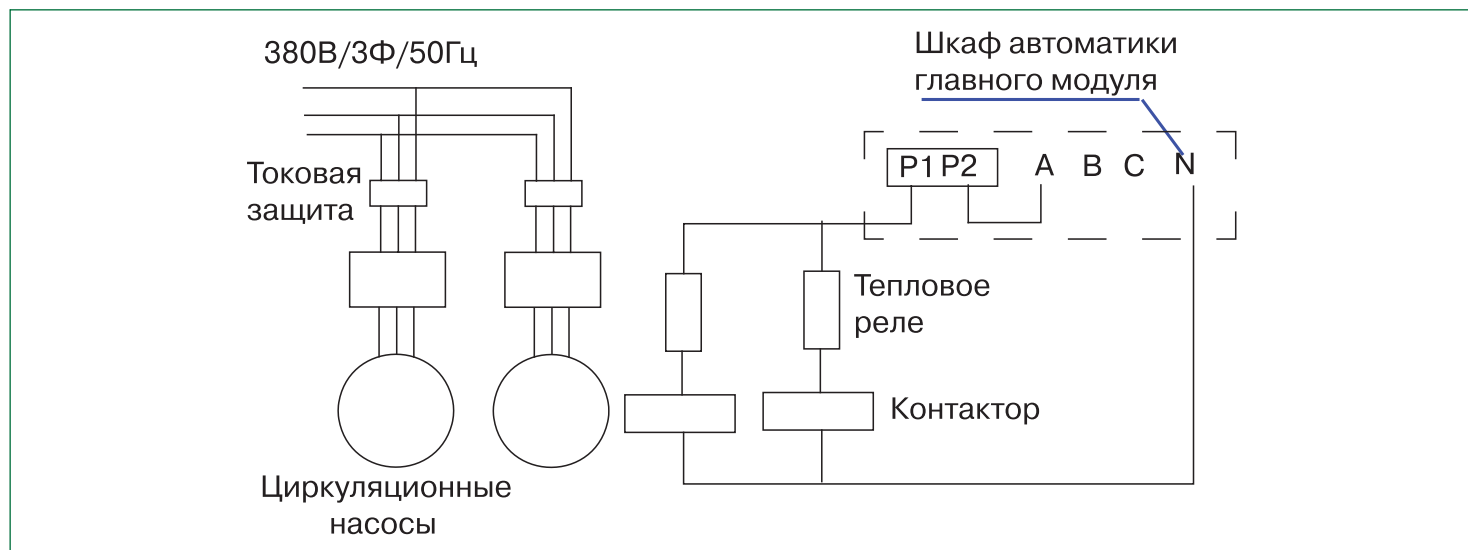 380В/3Ф/50Гц
Токовая
защита
Циркуляционные
насосы
Шкаф автоматики
главного модуля
P1 P2 A B C N
Тепловое
реле
Контактор